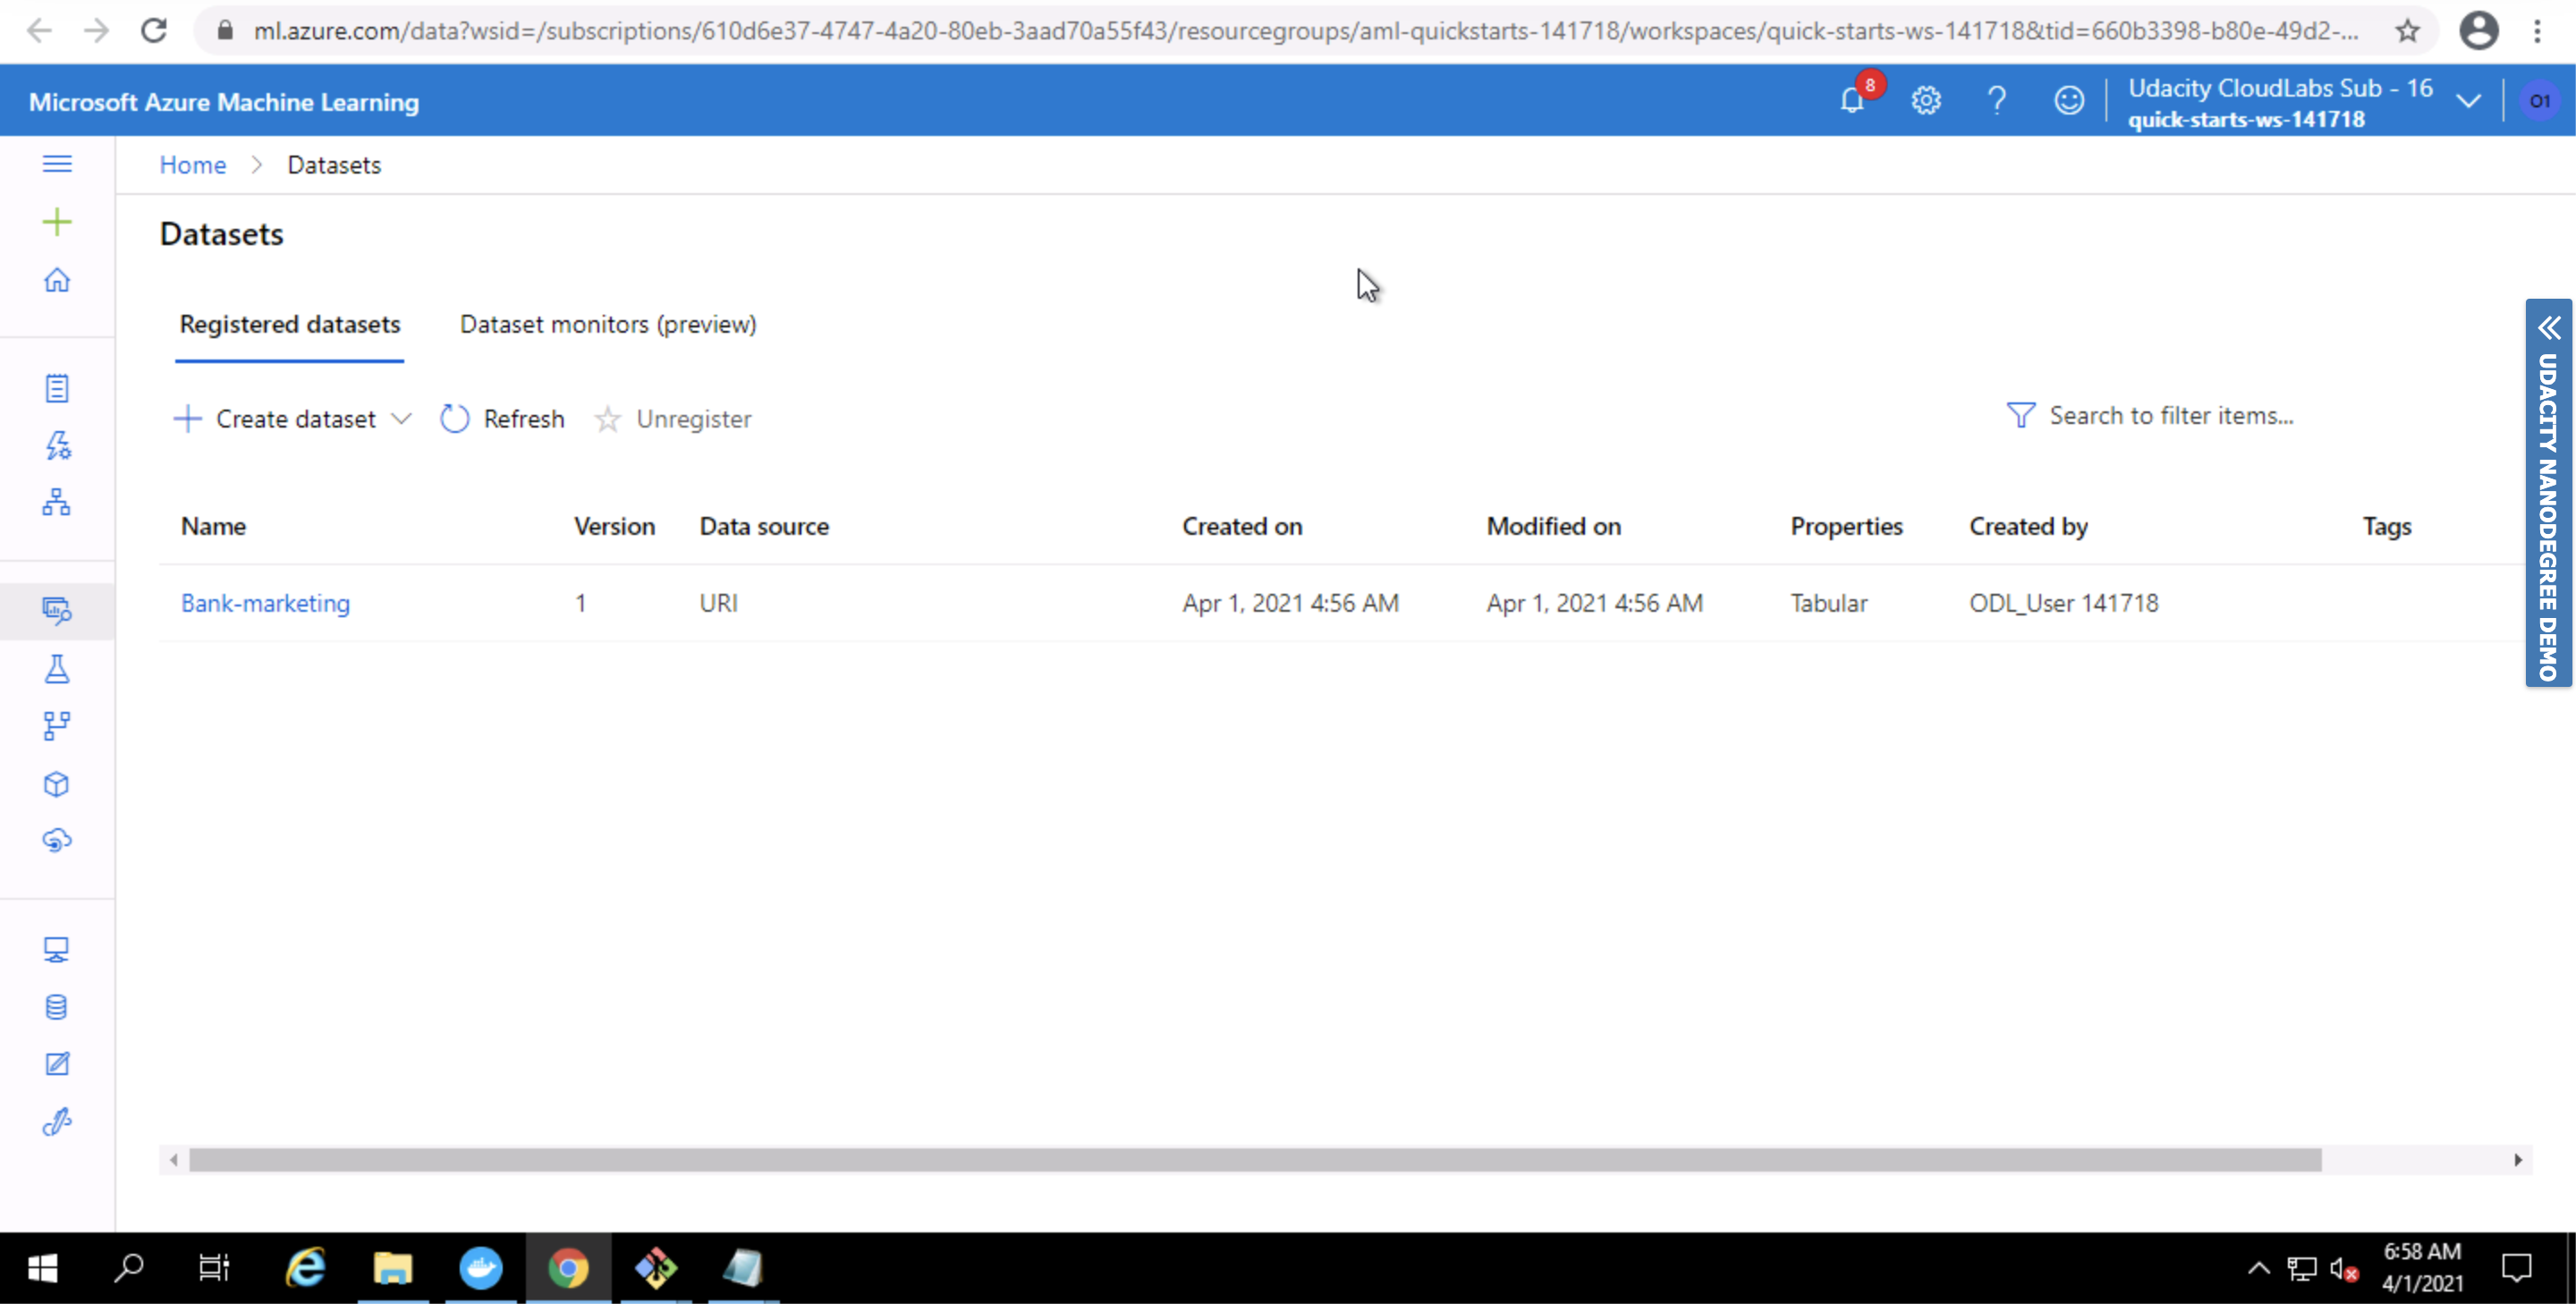 ml.azure.com/data?wsid=/subscriptions/610d6e37-4747-4a20-80eb-3aad70a55f43/resourcegroups/aml-quickstarts-141718/workspaces/quick-starts-ws-141718&tid=660b3398-b80e-49d2-...
Microsoft Azure Machine Learning
8
?
Udacity CloudLabs Sub - 16
quick-starts-ws-141718
O1
Home > Datasets
Datasets
Registered datasets Dataset monitors (preview)
Create dataset Refresh Unregister Search to filter items...
Name Version Data source Created on Modified on Properties Created by Tags
Bank-marketing 1 URI Apr 1, 2021 4:56 AM Apr 1, 2021 4:56 AM Tabular ODL_User 141718
UDACITY NANODEGREE DEMO
6:58 AM
4/1/2021